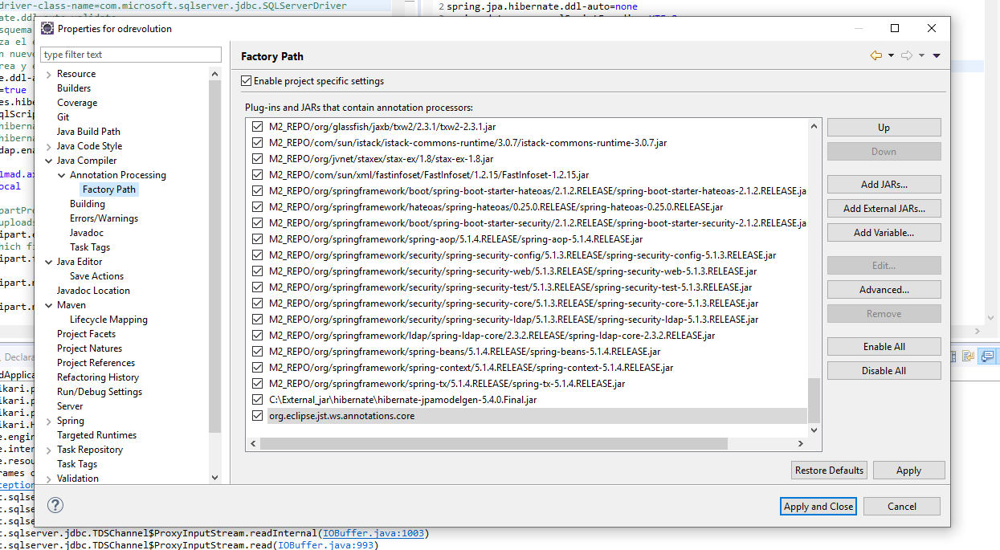 driver-class-name=com.microsoft.sqlserver.jdbc.SQLServerDriver
2 spring.jpa.hibernate.ddl-auto=none
Properties for odrevolution
type filter text
Resource
Builders
Coverage
Git
Java Build Path
Java Code Style
Java Compiler
Annotation Processing
Factory Path
Building
Errors/Warnings
Javadoc
Task Tags
Java Editor
Save Actions
Javadoc Location
Maven
Lifecycle Mapping
Project Facets
Project Natures
Project References
Refactoring History
Run/Debug Settings
Server
Spring
Targeted Runtimes
Task Repository
Task Tags
Validation
Factory Path
Enable project specific settings
Plug-ins and JARs that contain annotation processors:
M2_REPO/org/glassfish/jaxb/txw2/2.3.1/txw2-2.3.1.jar
M2_REPO/com/sun/istack/istack-commons-runtime/3.0.7/istack-commons-runtime-3.0.7.jar
M2_REPO/org/jvnet/staxex/stax-ex/1.8/stax-ex-1.8.jar
M2_REPO/com/sun/xml/fastinfoset/FastInfoset/1.2.15/FastInfoset-1.2.15.jar
M2_REPO/org/springframework/boot/spring-boot-starter-hateoas/2.1.2.RELEASE/spring-boot-starter-hateoas-2.1.2.RELEASE.ja
M2_REPO/org/springframework/hateoas/spring-hateoas/0.25.0.RELEASE/spring-hateoas-0.25.0.RELEASE.jar
M2_REPO/org/springframework/boot/spring-boot-starter-security/2.1.2.RELEASE/spring-boot-starter-security-2.1.2.RELEASE.ja
M2_REPO/org/springframework/spring-aop/5.1.4.RELEASE/spring-aop-5.1.4.RELEASE.jar
M2_REPO/org/springframework/security/spring-security-config/5.1.3.RELEASE/spring-security-config-5.1.3.RELEASE.jar
M2_REPO/org/springframework/security/spring-security-web/5.1.3.RELEASE/spring-security-web-5.1.3.RELEASE.jar
M2_REPO/org/springframework/security/spring-security-test/5.1.3.RELEASE/spring-security-test-5.1.3.RELEASE.jar
M2_REPO/org/springframework/security/spring-security-core/5.1.3.RELEASE/spring-security-core-5.1.3.RELEASE.jar
M2_REPO/org/springframework/security/spring-security-ldap/5.1.3.RELEASE/spring-security-ldap-5.1.3.RELEASE.jar
M2_REPO/org/springframework/ldap/spring-ldap-core/2.3.2.RELEASE/spring-ldap-core-2.3.2.RELEASE.jar
M2_REPO/org/springframework/spring-beans/5.1.4.RELEASE/spring-beans-5.1.4.RELEASE.jar
M2_REPO/org/springframework/spring-context/5.1.4.RELEASE/spring-context-5.1.4.RELEASE.jar
M2_REPO/org/springframework/spring-tx/5.1.4.RELEASE/spring-tx-5.1.4.RELEASE.jar
C:\External_jar\hibernate\hibernate-jpamodelgen-5.4.0.Final.jar
org.eclipse.jst.ws.annotations.core
Up
Down
Add JARs...
Add External JARs...
Add Variable...
Edit...
Advanced...
Remove
Enable All
Disable All
Restore Defaults
Apply
Apply and Close
Cancel
t.sqlserver.jdbc.TDSChannel$ProxyInputStream.readInternal(IOBuffer.java:1003)
t.sqlserver.jdbc.TDSChannel$ProxyInputStream.read(IOBuffer.java:993)